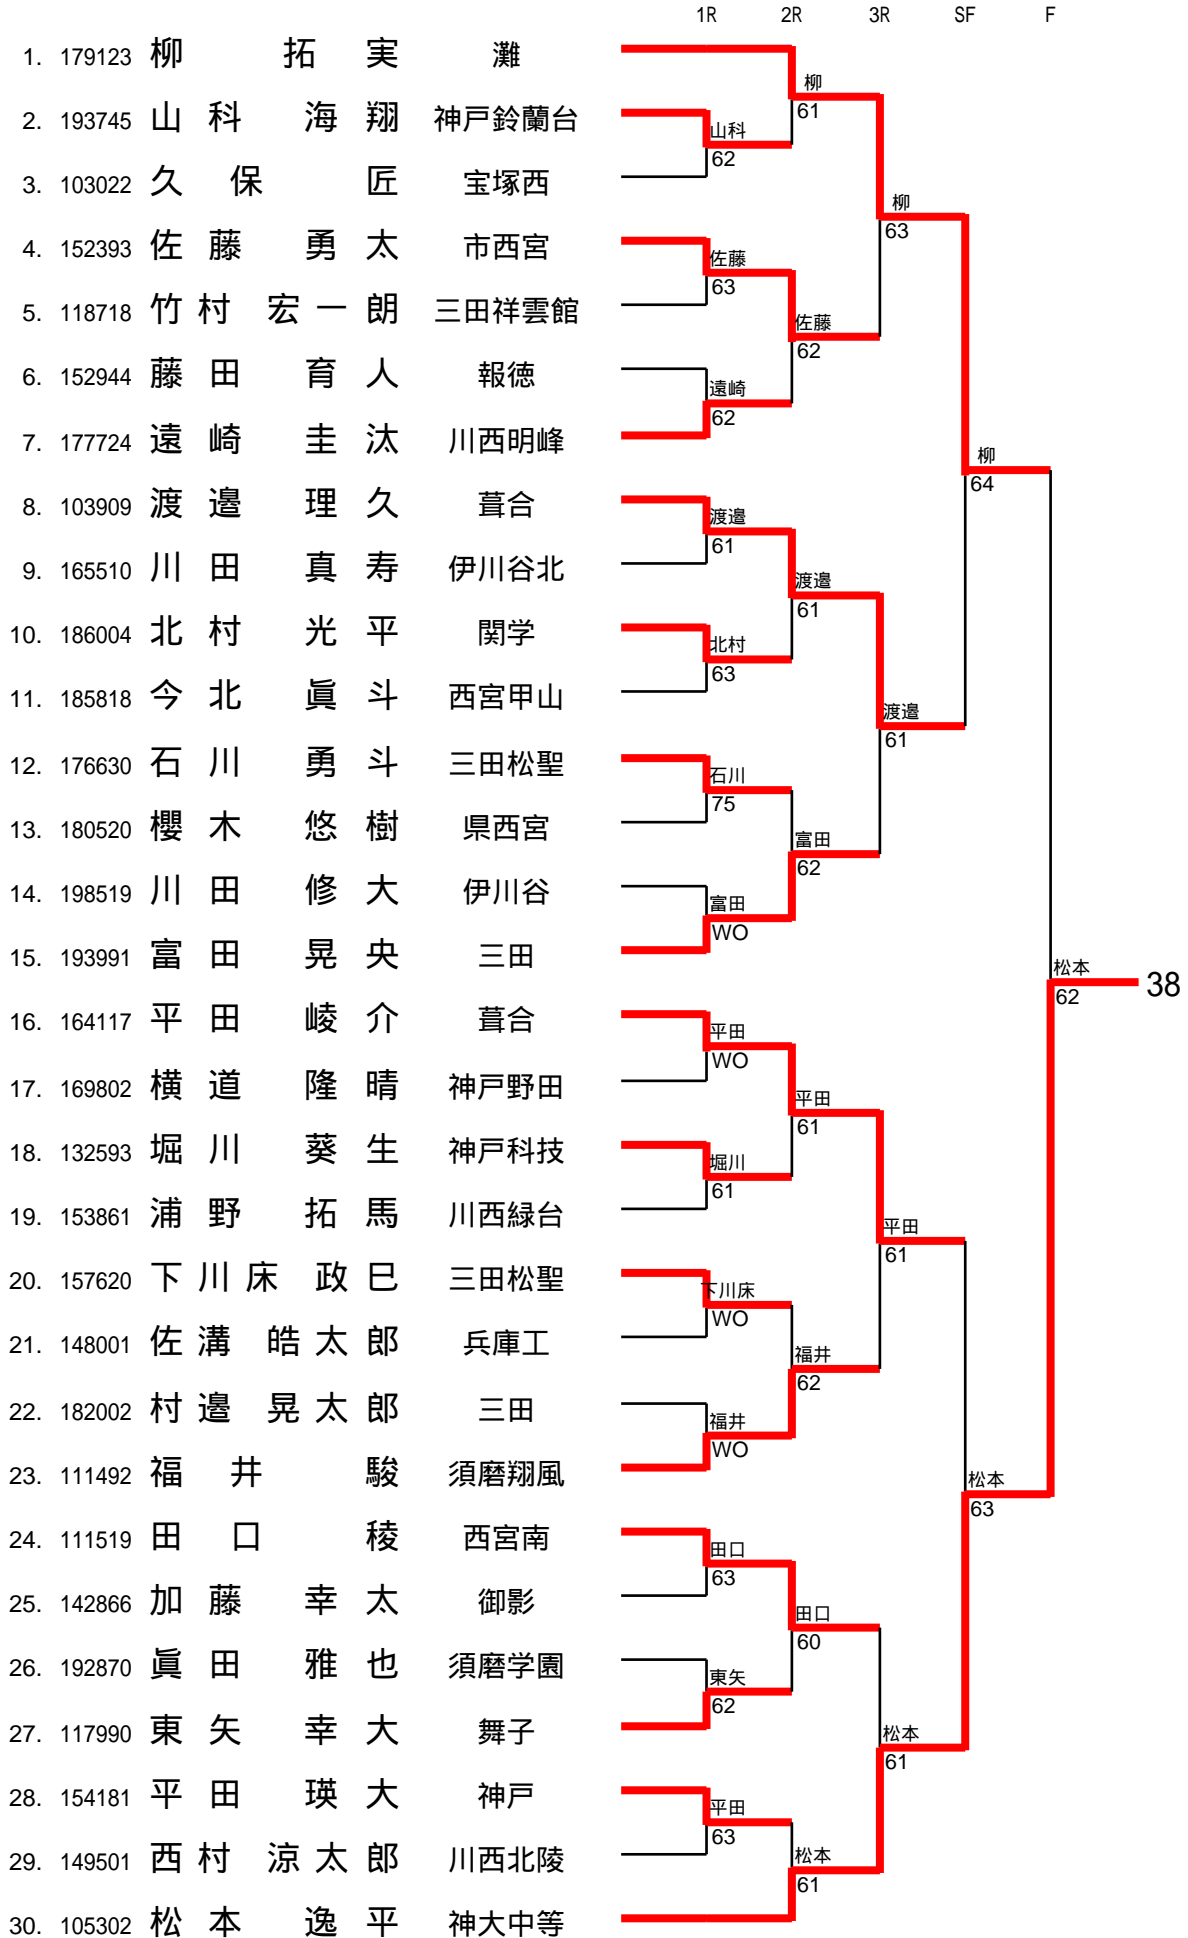 1R 2R 3R SF F
1. 179123 柳 拓 実 灘
柳
61
2. 193745 山 科 海 翔 神戸鈴蘭台
山科
62
3. 103022 久 保 匠 宝塚西
柳
63
4. 152393 佐 藤 勇 太 市西宮
佐藤
63
5. 118718 竹 村 宏 一 朗 三田祥雲館
佐藤
62
6. 152944 藤 田 育 人 報徳
遠崎
62
7. 177724 遠 崎 圭 汰 川西明峰
柳
64
8. 103909 渡 邉 理 久 葺合
渡邉
61
9. 165510 川 田 真 寿 伊川谷北
渡邉
61
10. 186004 北 村 光 平 関学
北村
63
11. 185818 今 北 眞 斗 西宮甲山
渡邉
61
12. 176630 石 川 勇 斗 三田松聖
石川
75
13. 180520 櫻 木 悠 樹 県西宮
富田
62
14. 198519 川 田 修 大 伊川谷
富田
WO
15. 193991 富 田 晃 央 三田
松本
62
38
16. 164117 平 田 崚 介 葺合
平田
WO
17. 169802 横 道 隆 晴 神戸野田
平田
61
18. 132593 堀 川 葵 生 神戸科技
堀川
61
19. 153861 浦 野 拓 馬 川西緑台
平田
61
20. 157620 下 川 床 政 巳 三田松聖
下川床
WO
21. 148001 佐 溝 皓 太 郎 兵庫工
福井
62
22. 182002 村 邉 晃 太 郎 三田
福井
WO
23. 111492 福 井 駿 須磨翔風
松本
63
24. 111519 田 口 稜 西宮南
田口
63
25. 142866 加 藤 幸 太 御影
田口
60
26. 192870 眞 田 雅 也 須磨学園
東矢
62
27. 117990 東 矢 幸 大 舞子
松本
61
28. 154181 平 田 瑛 大 神戸
平田
63
29. 149501 西 村 涼 太 郎 川西北陵
松本
61
30. 105302 松 本 逸 平 神大中等